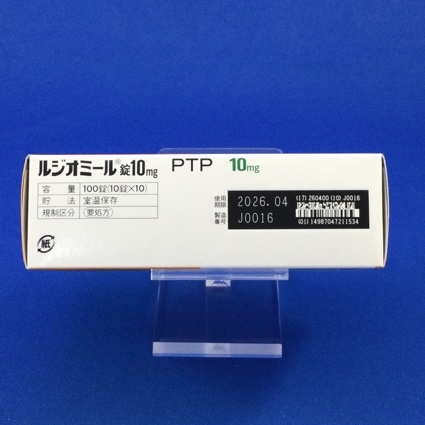 ルジオミール®錠10mg PTP 10mg
容量 100錠(10錠×10)
貯法 室温保存
規制区分 (要処方)
使用期限 2026.04
製造番号 J0016
(17) 260400 (10) J0016
(01) 14987047211534
紙